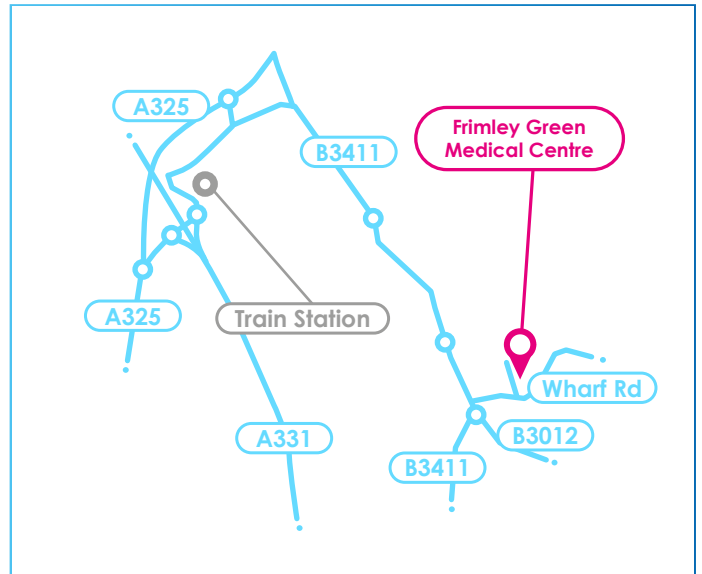 A325
Frimley Green
Medical Centre
B3411
A325
Train Station
Wharf Rd
A331
B3012
B3411